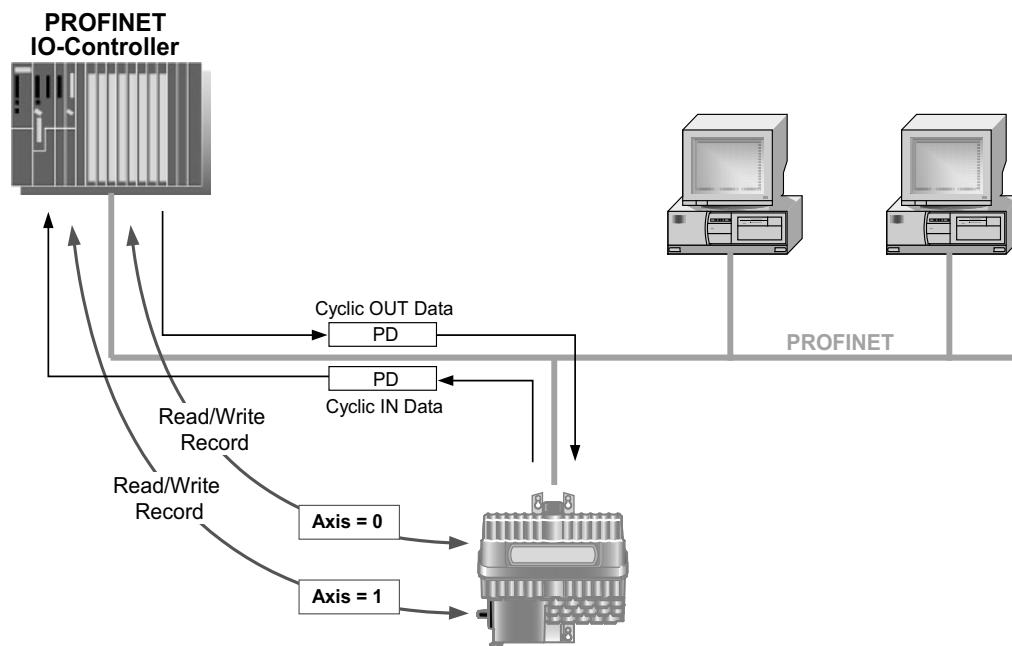 PROFINET
IO-Controller
Cyclic OUT Data
PD
PROFINET
PD
Cyclic IN Data
Read/Write
Record
Read/Write
Record
Axis = 0
Axis = 1